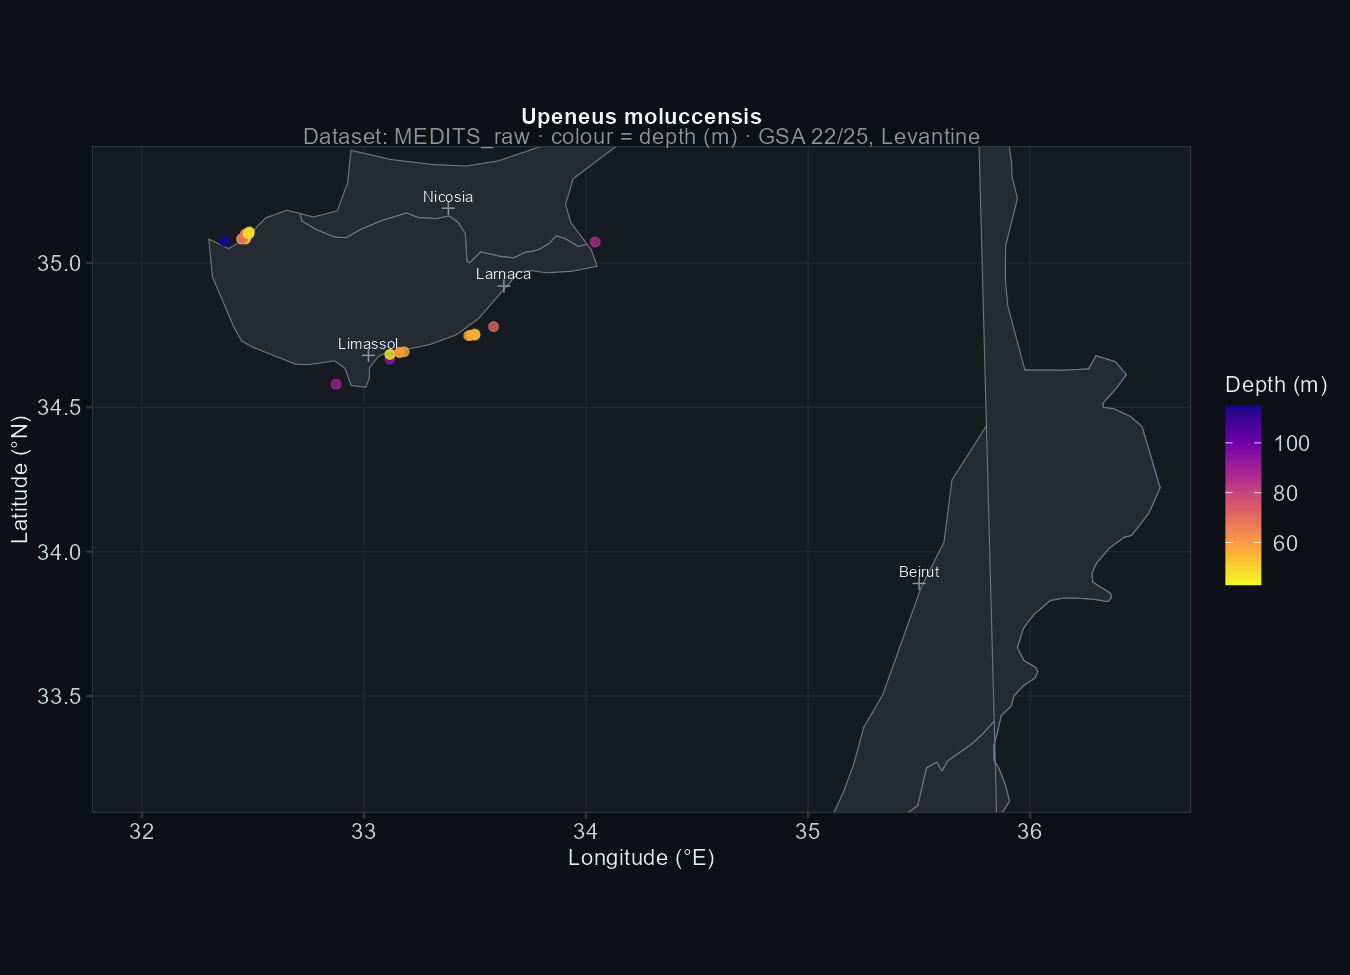 Upeneus moluccensis
Dataset: MEDITS_raw · colour = depth (m) · GSA 22/25, Levantine
Nicosia
Larnaca
Limassol
Beirut
35.0
34.5
34.0
33.5
Latitude (°N)
32
33
34
35
36
Longitude (°E)
Depth (m)
100
80
60